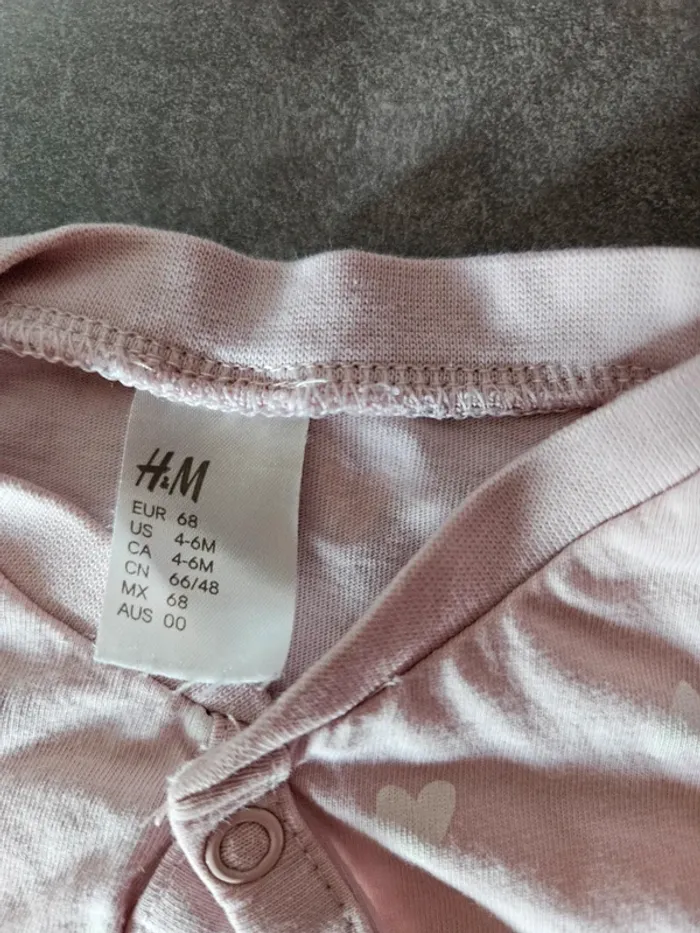 H&M
EUR 68
US 4-6M
CA 4-6M
CN 66/48
MX 68
AUS 00